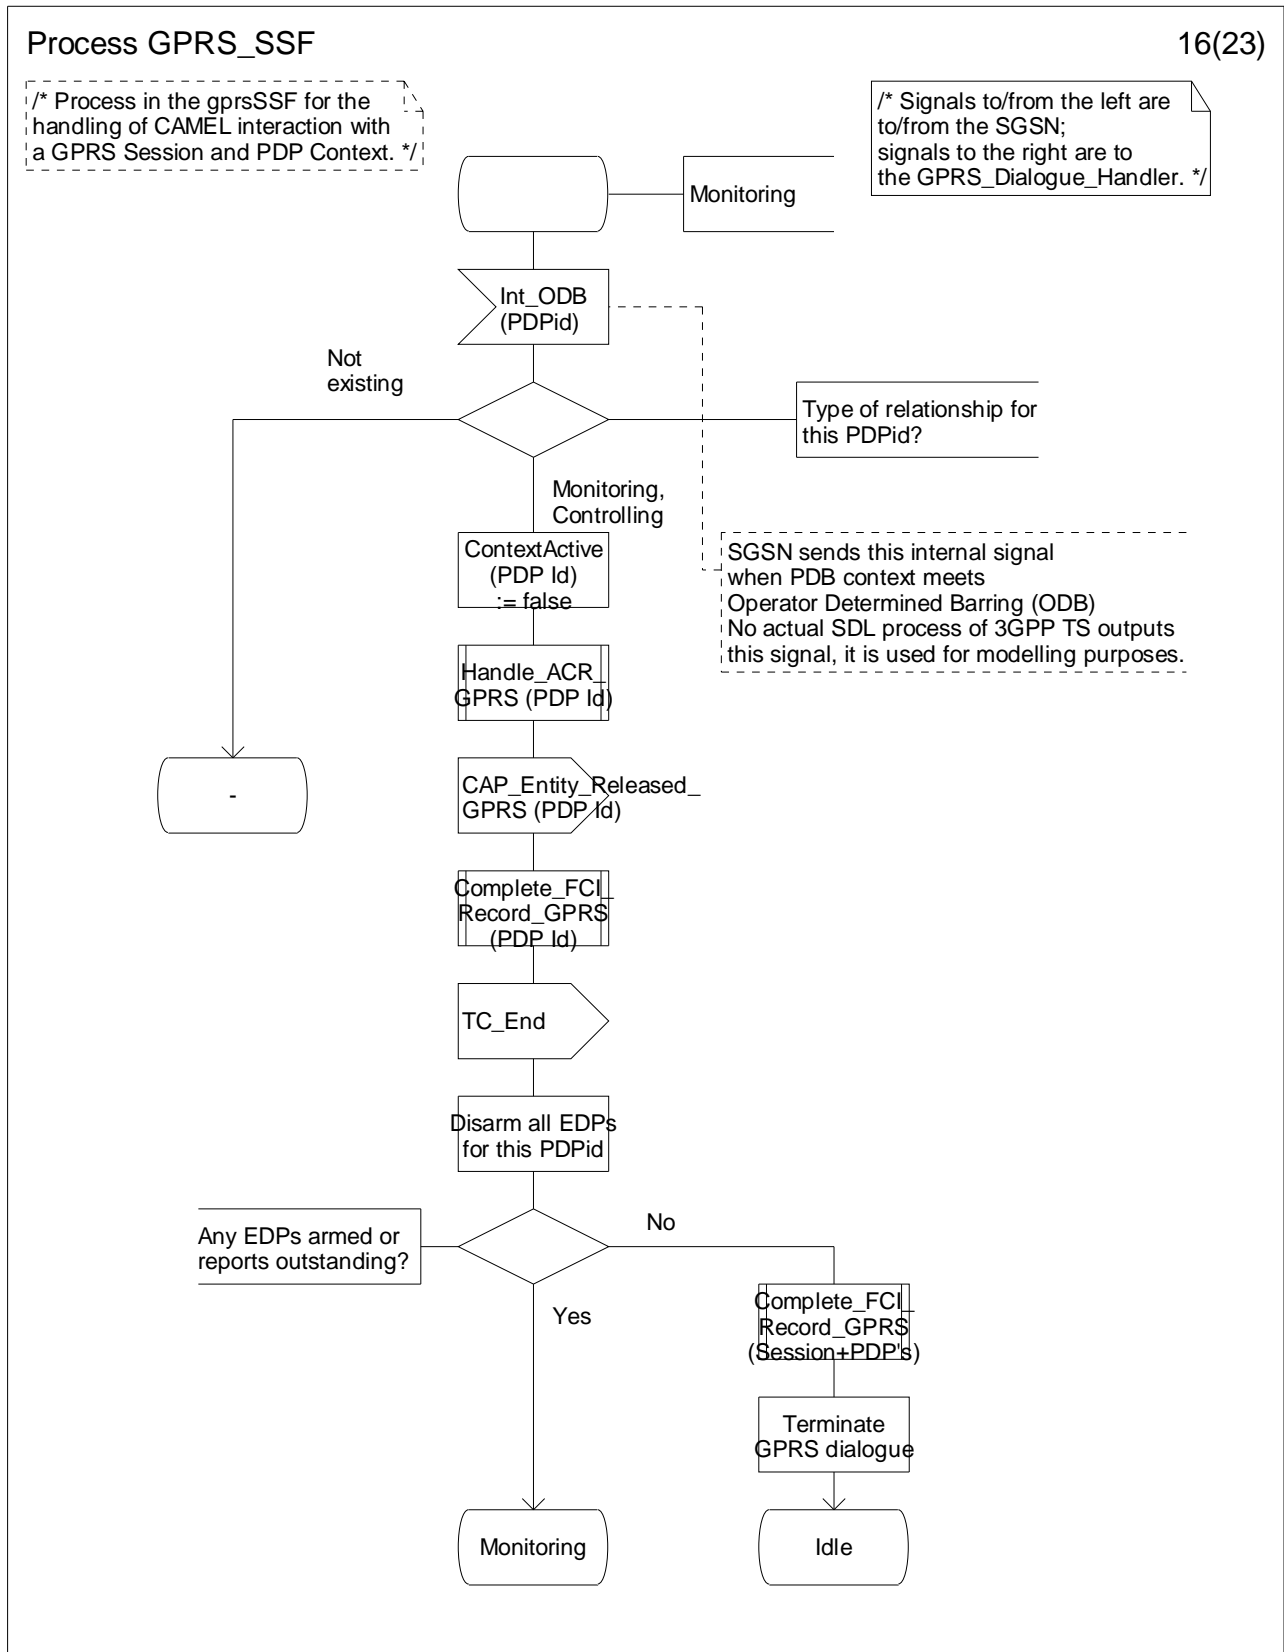 Process GPRS_SSF
16(23)
/* Process in the gprsSSF for the
handling of CAMEL interaction with
a GPRS Session and PDP Context. */
/* Signals to/from the left are
to/from the SGSN;
signals to the right are to
the GPRS_Dialogue_Handler. */
Monitoring
Int_ODB
(PDPid)
Not
existing
Type of relationship for
this PDPid?
Monitoring,
Controlling
ContextActive
(PDP Id)
:= false
SGSN sends this internal signal
when PDB context meets
Operator Determined Barring (ODB)
No actual SDL process of 3GPP TS outputs
this signal, it is used for modelling purposes.
Handle_ACR_
GPRS (PDP Id)
-
CAP_Entity_Released_
GPRS (PDP Id)
Complete_FCI_
Record_GPRS
(PDP Id)
TC_End
Disarm all EDPs
for this PDPid
Any EDPs armed or
reports outstanding?
No
Yes
Complete_FCI_
Record_GPRS
(Session+PDP's)
Terminate
GPRS dialogue
Monitoring
Idle